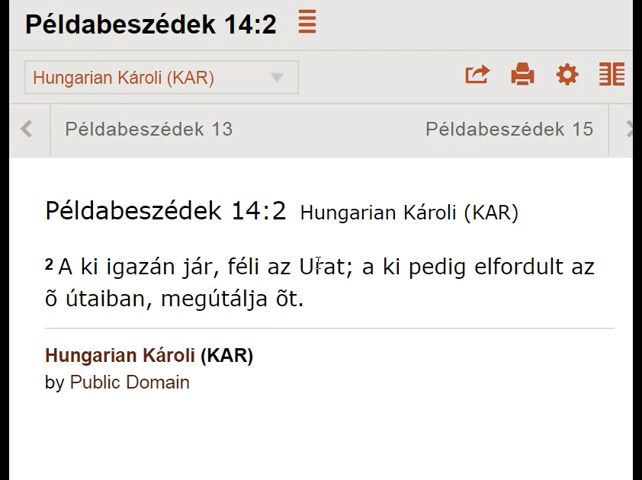 Példabeszédek 14:2
Hungarian Károli (KAR)
Példabeszédek 13
Példabeszédek 15
Példabeszédek 14:2 Hungarian Károli (KAR)
2 A ki igazán jár, féli az Urat; a ki pedig elfordult az
õ útaiban, megútálja õt.
Hungarian Károli (KAR)
by Public Domain